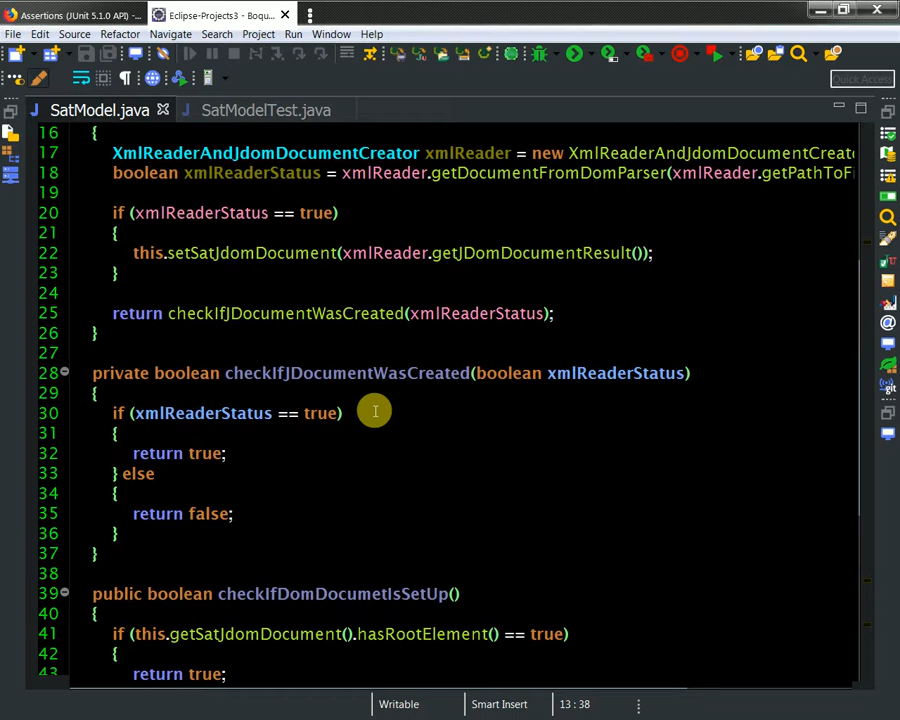 Assertions (JUnit 5.1.0 API) - ...
Eclipse-Projects3 - Boqu...
File Edit Source Refactor Navigate Search Project Run Window Help
Quick Access
SatModel.java
SatModelTest.java
16 {
17 XmlReaderAndJdomDocumentCreator xmlReader = new XmlReaderAndJdomDocumentCreato
18 boolean xmlReaderStatus = xmlReader.getDocumentFromDomParser(xmlReader.getPathToFi
19
20 if (xmlReaderStatus == true)
21 {
22 this.setSatJdomDocument(xmlReader.getJDomDocumentResult());
23 }
24
25 return checkIfJDocumentWasCreated(xmlReaderStatus);
26 }
27
28 private boolean checkIfJDocumentWasCreated(boolean xmlReaderStatus)
29 {
30 if (xmlReaderStatus == true)
31 {
32 return true;
33 } else
34 {
35 return false;
36 }
37 }
38
39 public boolean checkIfDomDocumetIsSetUp()
40 {
41 if (this.getSatJdomDocument().hasRootElement() == true)
42 {
43 return true;
Writable Smart Insert 13 : 38